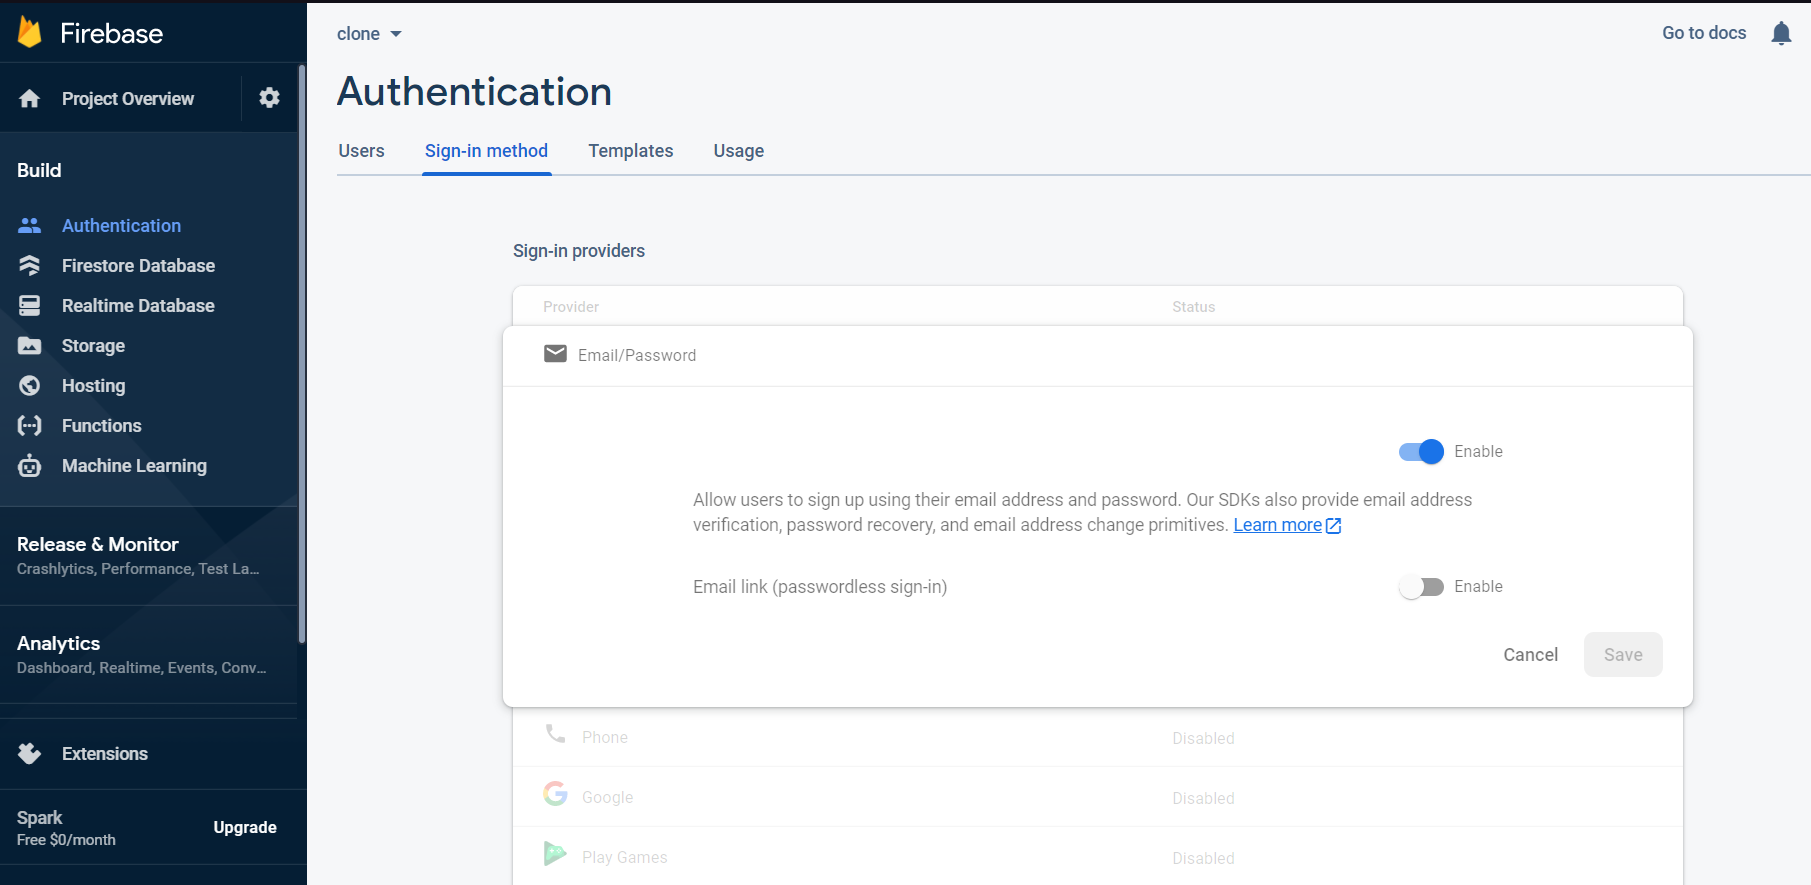 Firebase
Project Overview
Build
Authentication
Firestore Database
Realtime Database
Storage
Hosting
Functions
Machine Learning
Release & Monitor
Crashlytics, Performance, Test La...
Analytics
Dashboard, Realtime, Events, Conv...
Extensions
Spark
Free $0/month
Upgrade
clone
Go to docs
Authentication
Users Sign-in method Templates Usage
Sign-in providers
Provider Status
Email/Password
Enable
Allow users to sign up using their email address and password. Our SDKs also provide email address
verification, password recovery, and email address change primitives. Learn more
Email link (passwordless sign-in) Enable
Cancel Save
Phone Disabled
Google Disabled
Play Games Disabled